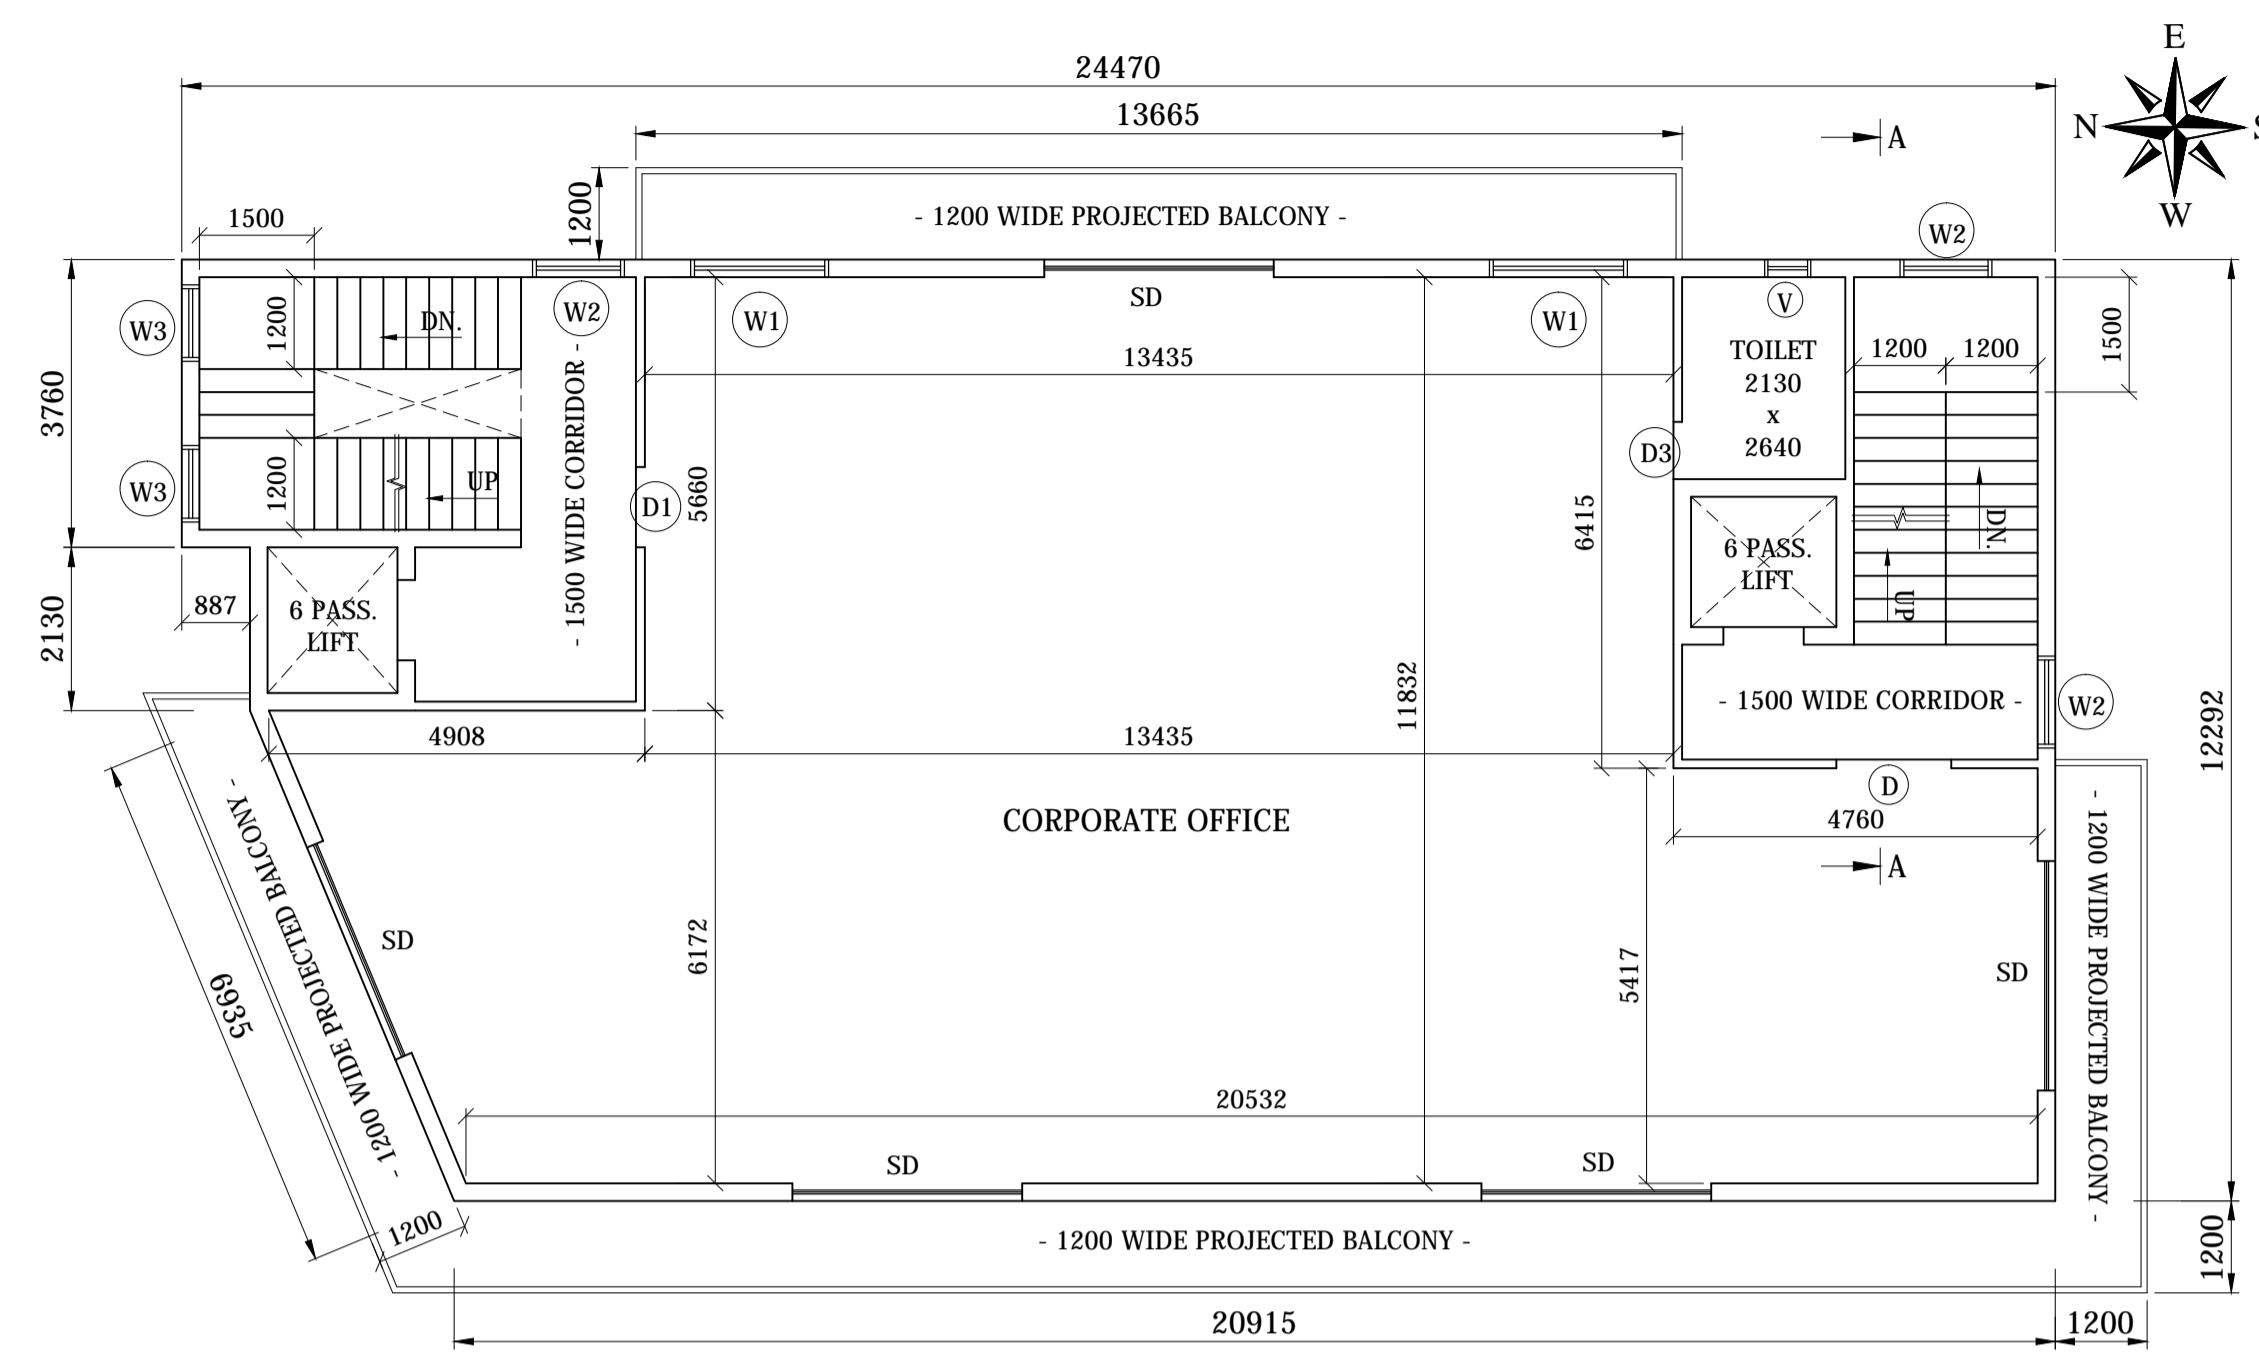 E
24470
13665
A
N
S
1200
- 1200 WIDE PROJECTED BALCONY -
W
1500
W2
W3
1200
DN.
W2
W1
SD
W1
V
TOILET
2130
x
2640
1200
1200
1500
13435
3760
- 1500 WIDE CORRIDOR -
D3
W3
1200
UP
D1
5660
6415
6 PASS.
LIFT
DN.
UP
2130
887
6 PASS.
LIFT
11832
- 1500 WIDE CORRIDOR -
W2
12292
4908
13435
D
CORPORATE OFFICE
4760
A
- 1200 WIDE PROJECTED BALCONY -
6935
SD
6172
5417
SD
- 1200 WIDE PROJECTED BALCONY -
20532
SD
SD
1200
- 1200 WIDE PROJECTED BALCONY -
1200
20915
1200